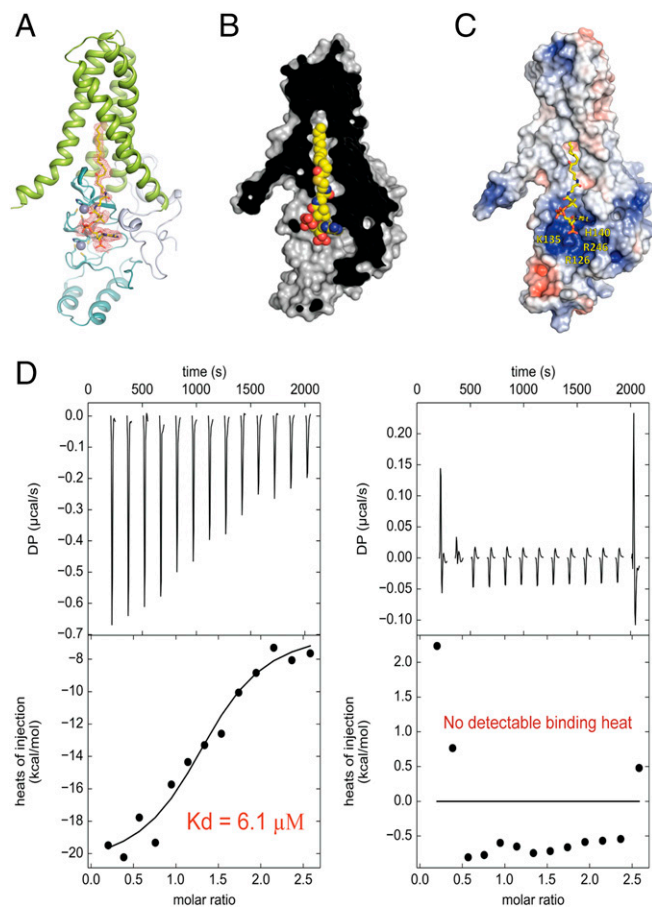 A
B
C
K135
H140
R246
R126
D
time (s)
0 500 1000 1500 2000
0.0
−0.1
−0.2
−0.3
−0.4
−0.5
−0.6
−0.7
DP (µcal/s)
−8
−10
−12
−14
−16
−18
−20
heats of injection
(kcal/mol)
Kd = 6.1 µM
0.0 0.5 1.0 1.5 2.0 2.5
molar ratio
time (s)
0 500 1000 1500 2000
0.20
0.15
0.10
0.05
0.00
−0.05
−0.10
DP (µcal/s)
2.0
1.5
1.0
0.5
0.0
−0.5
heats of injection
(kcal/mol)
No detectable binding heat
0.0 0.5 1.0 1.5 2.0 2.5
molar ratio